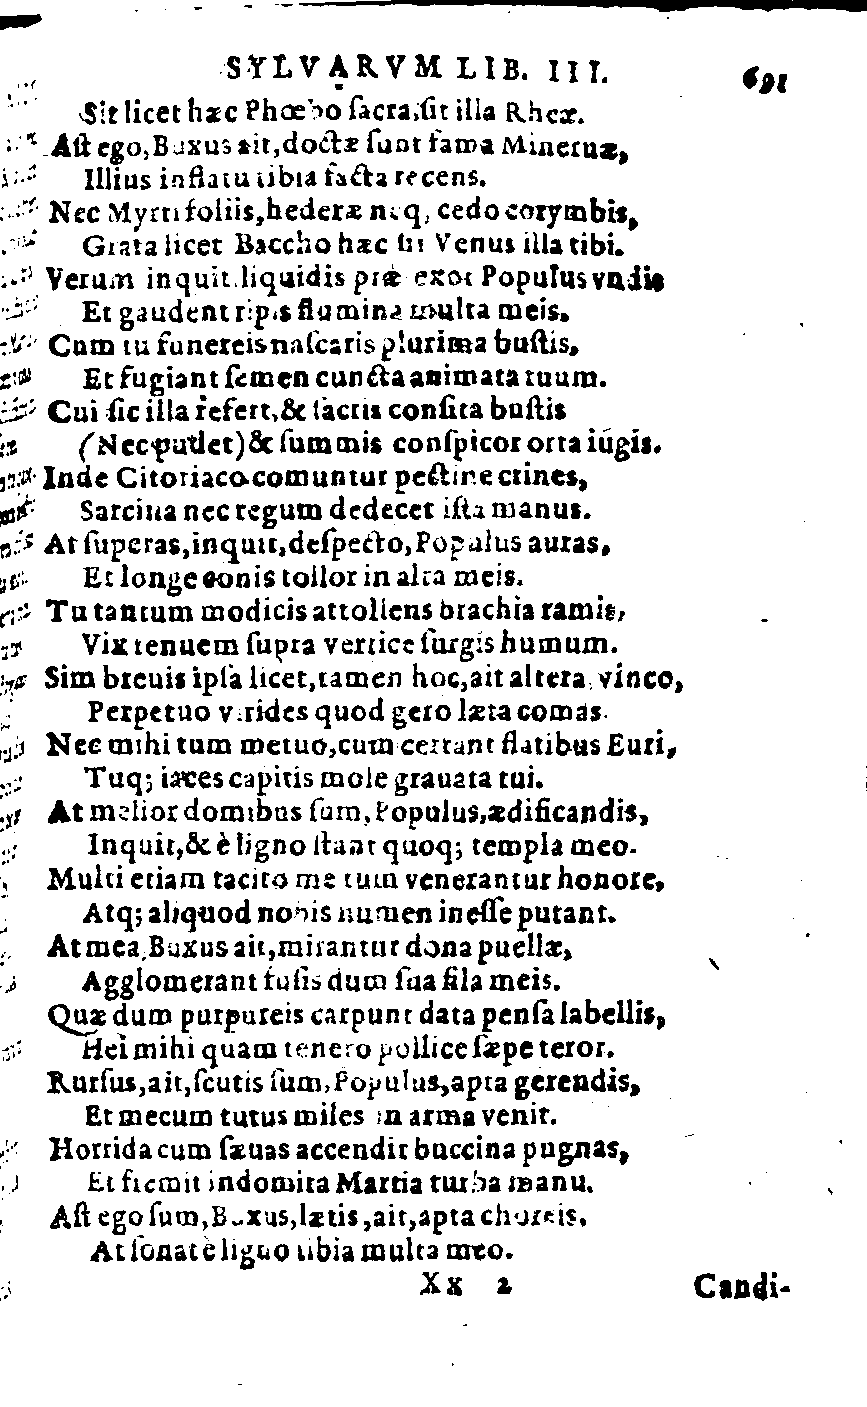 SYLVARVM LIB. III. 691
Sit licet hæc Phœbo ſacra, ſit illa Rheæ.
Aſt ego, Buxus ait, doctæ ſunt fama Mineruæ,
Illius inflatu tibia facta recens.
Nec Myrti foliis, hederæ neq; cedo corymbis,
Grata licet Baccho hæc ſit Venus illa tibi.
Verum inquit liquidis præ exot Populus vndis
Et gaudent ripis flumina multa meis.
Cum tu funereis naſcaris plurima buſtis,
Et fugiant ſemen cuncta animata tuum.
Cui ſic illa refert, & ſacris conſita buſtis
(Nec pudet) & ſummis conſpicor orta iúgis.
Inde Citoriaco comuntur pectine crines,
Sarcina nec regum dedecet iſta manus.
At ſuperas, inquit, deſpecto, Populus auras,
Et longe conis tollor in alta meis.
Tu tantum modicis attollens brachia ramis,
Vix tenuem ſupra vertice ſurgis humum.
Sim breuis ipſa licet, tamen hoc, ait altera, vinco,
Perpetuo virides quod gero læta comas.
Nec mihi tum metuo, cum certant flatibus Euri,
Tuq; iaces capitis mole grauata tui.
At melior domibus ſum, Populus, ædificandis,
Inquit, & è ligno ſtant quoq; templa meo.
Multi etiam tacito me tum venerantur honore,
Atq; aliquod nobis numen ineſſe putant.
At mea, Buxus ait, mirantur dona puellæ,
Agglomerant fuſis dum ſua fila meis.
Quæ dum purpureis carpunt data penſa labellis,
Hei mihi quam tenero pollice ſæpe teror.
Rurſus, ait, ſcutis ſum, Populus, apta gerendis,
Et mecum tutus miles in arma venit.
Horrida cum ſæuas accendit buccina pugnas,
Et fremit indomita Martia turba manu.
Aſt ego ſum, Buxus, lætis, ait, apta choreis.
At ſonat è ligno tibia multa meo.
Xx 2 Candi-